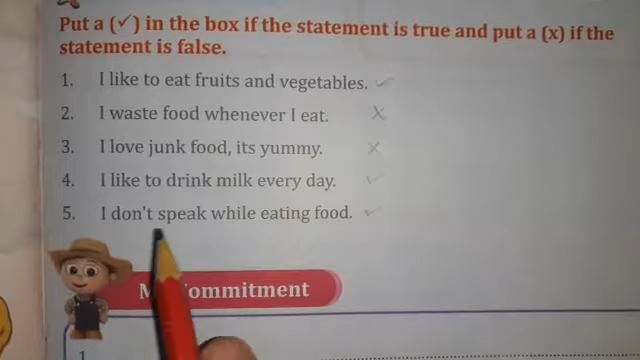 Put a (✓) in the box if the statement is true and put a (x) if the
statement is false.
1. I like to eat fruits and vegetables. ✓
2. I waste food whenever I eat. X
3. I love junk food, its yummy. X
4. I like to drink milk every day. ✓
5. I don't speak while eating food. ✓
Commitment
1